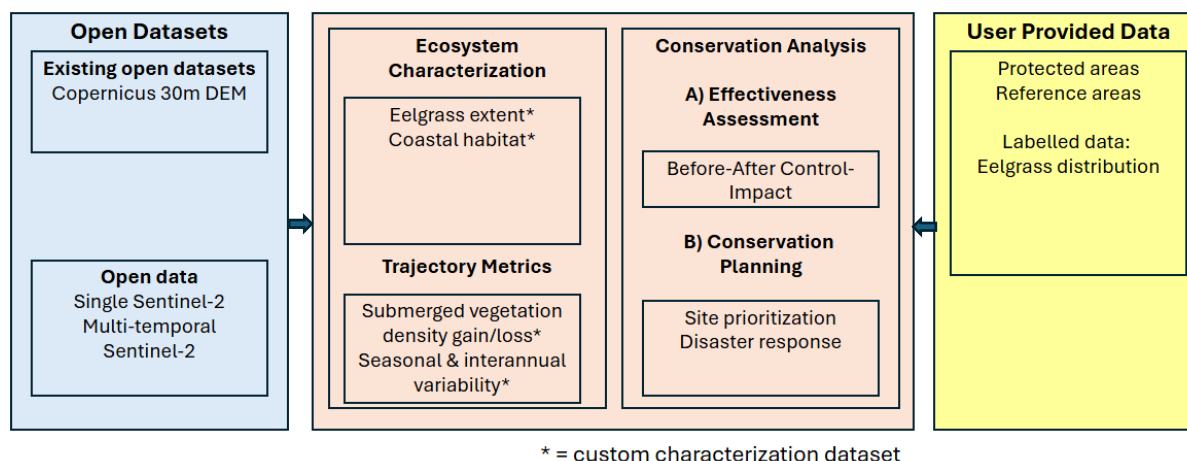 Open Datasets
Existing open datasets
Copernicus 30m DEM
Open data
Single Sentinel-2
Multi-temporal
Sentinel-2
Ecosystem
Characterization
Eelgrass extent*
Coastal habitat*
Trajectory Metrics
Submerged vegetation
density gain/loss*
Seasonal & interannual
variability*
Conservation Analysis
A) Effectiveness
Assessment
Before-After Control-
Impact
B) Conservation
Planning
Site prioritization
Disaster response
User Provided Data
Protected areas
Reference areas
Labelled data:
Eelgrass distribution
* = custom characterization dataset